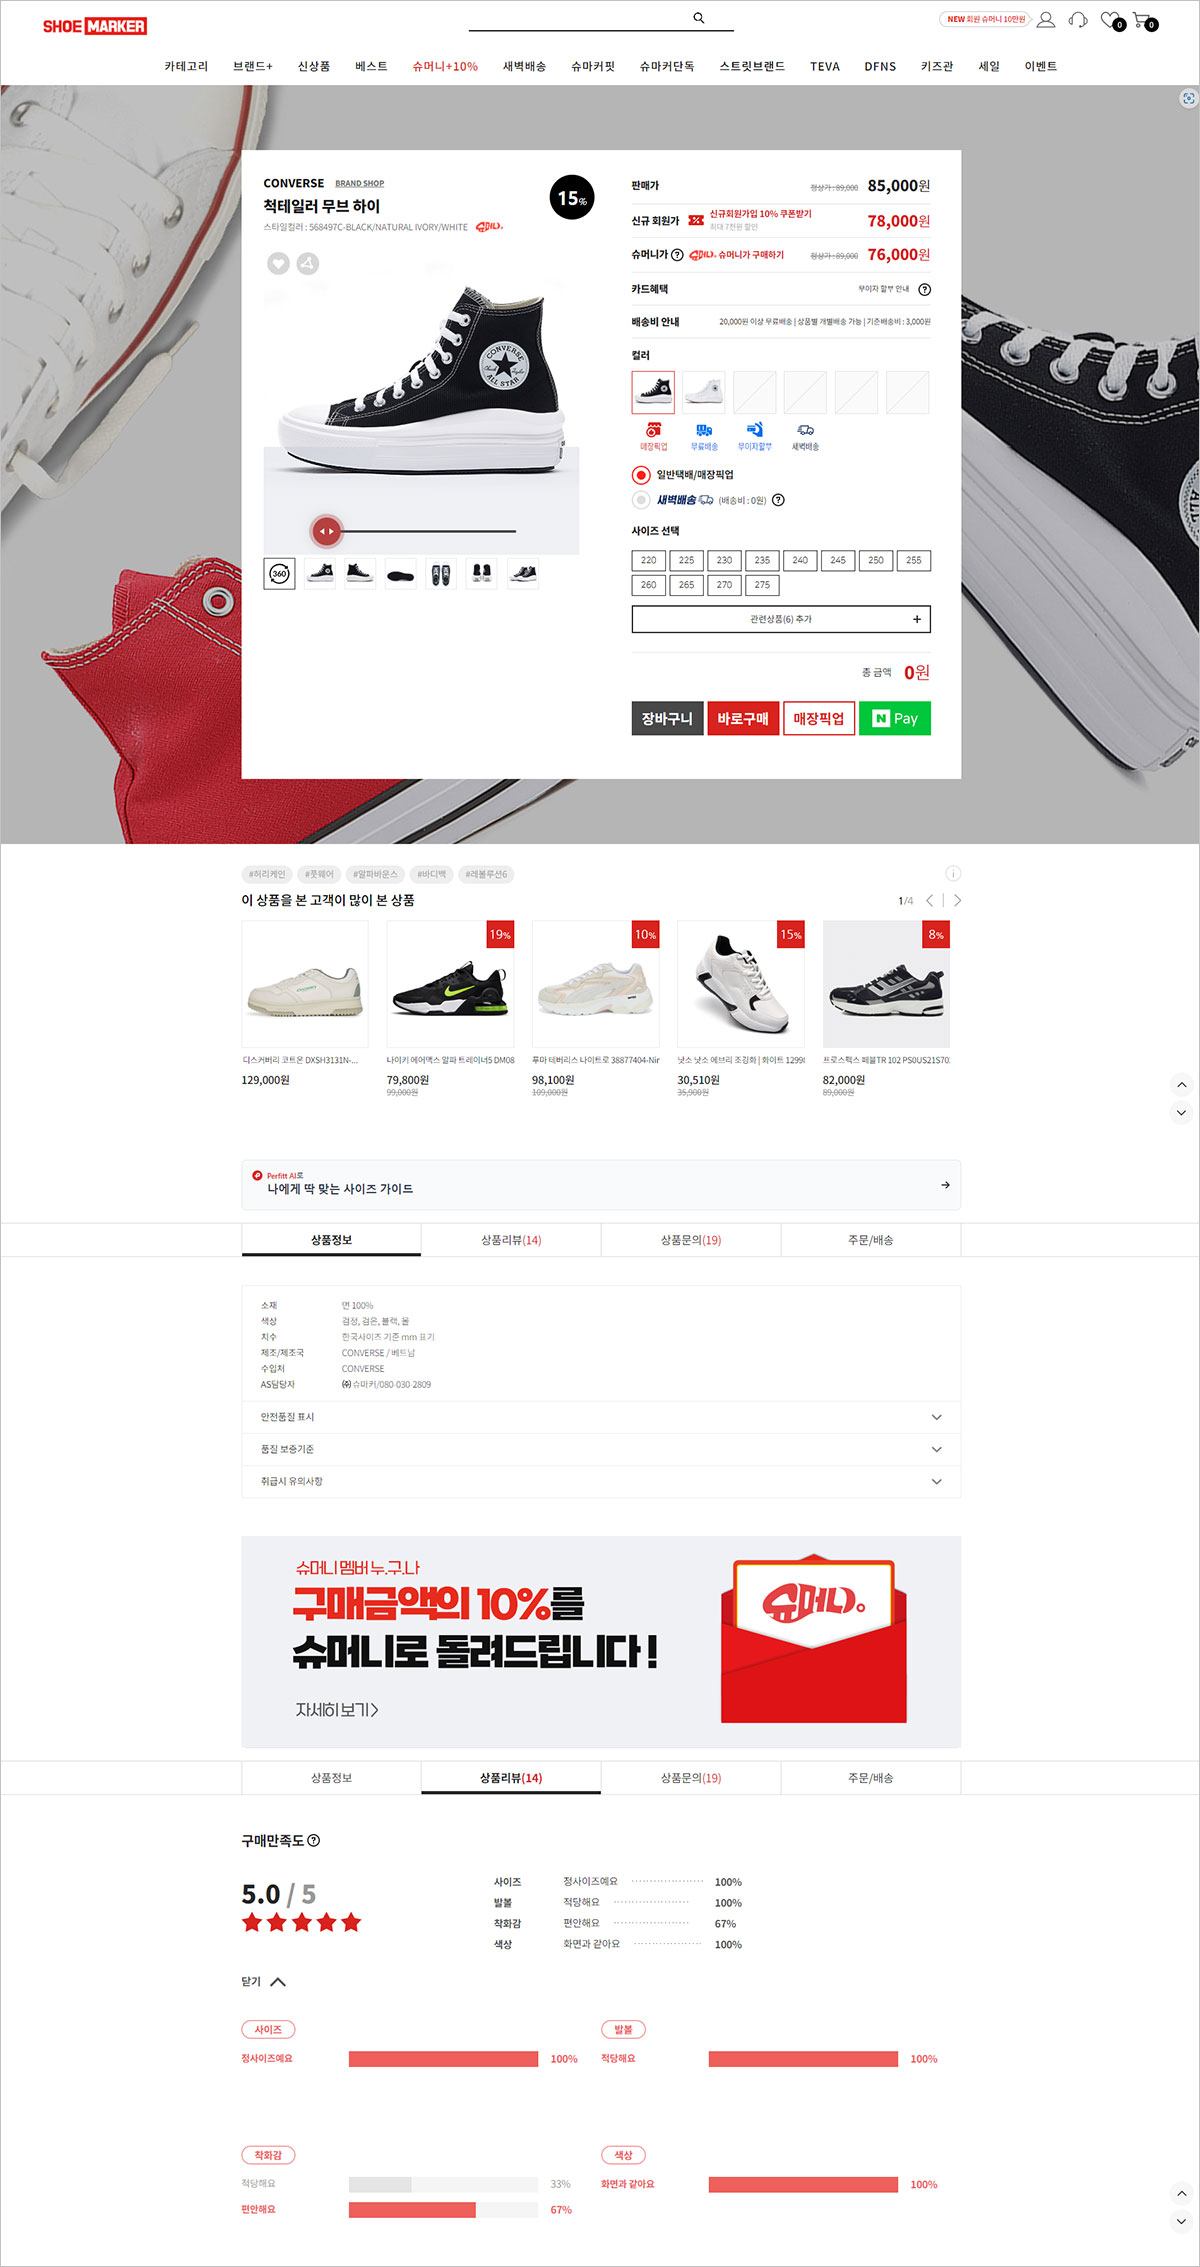 SHOE MARKER
NEW 회원 슈머니 10만원
0
0
카테고리 브랜드+ 신상품 베스트 슈머니+10% 새벽배송 슈마커핏 슈마커단독 스트릿브랜드 TEVA DFNS 키즈관 세일 이벤트
CONVERSE BRAND SHOP
척테일러 무브 하이
스타일컬러 : 568497C-BLACK/NATURAL IVORY/WHITE 슈머니.
15%
CONVERSE
ALL STAR
360
판매가 정상가 : 89,000 85,000원
신규 회원가 신규회원가입 10% 쿠폰받기 78,000원
최대 7천원 할인
슈머니가 ? 슈머니. 슈머니가 구매하기 정상가 : 89,000 76,000원
카드혜택 무이자 할부 안내 ?
배송비 안내 20,000원 이상 무료배송 | 상품별 개별배송 가능 | 기준배송비 : 3,000원
컬러
매장픽업 무료배송 무이자할부 새벽배송
일반택배/매장픽업
새벽배송 (배송비 : 0원) ?
사이즈 선택
220 225 230 235 240 245 250 255
260 265 270 275
관련상품(6) 추가 +
총 금액 0원
장바구니 바로구매 매장픽업 N Pay
#허리케인 #풋웨어 #알파바운스 #바디백 #레볼루션6
이 상품을 본 고객이 많이 본 상품
1/4
19% 10% 15% 8%
디스커버리 코트온 DXSH3131N-...
129,000원
나이키 에어맥스 알파 트레이너5 DM08
79,800원
99,000원
푸마 테버리스 나이트로 38877404-Nir
98,100원
109,000원
낫소 낫소 에브리 조깅화 | 화이트 1299(
30,510원
35,900원
프로스펙스 페블TR 102 PS0US21S70
82,000원
89,000원
Perfitt AI로
나에게 딱 맞는 사이즈 가이드
상품정보 상품리뷰(14) 상품문의(19) 주문/배송
소재 면 100%
색상 검정, 검은, 블랙, 올
치수 한국사이즈 기준 mm 표기
제조/제조국 CONVERSE / 베트남
수입처 CONVERSE
AS담당자 ㈜ 슈마커/080-030-2809
안전품질 표시
품질 보증기준
취급시 유의사항
슈머니 멤버 누.구.나
구매금액의 10%를
슈머니로 돌려드립니다 !
자세히 보기 >
슈머니.
상품정보 상품리뷰(14) 상품문의(19) 주문/배송
구매만족도 ?
5.0 / 5
사이즈 정사이즈예요 100%
발볼 적당해요 100%
착화감 편안해요 67%
색상 화면과 같아요 100%
닫기
사이즈
정사이즈예요 100%
발볼
적당해요 100%
착화감
적당해요 33%
편안해요 67%
색상
화면과 같아요 100%